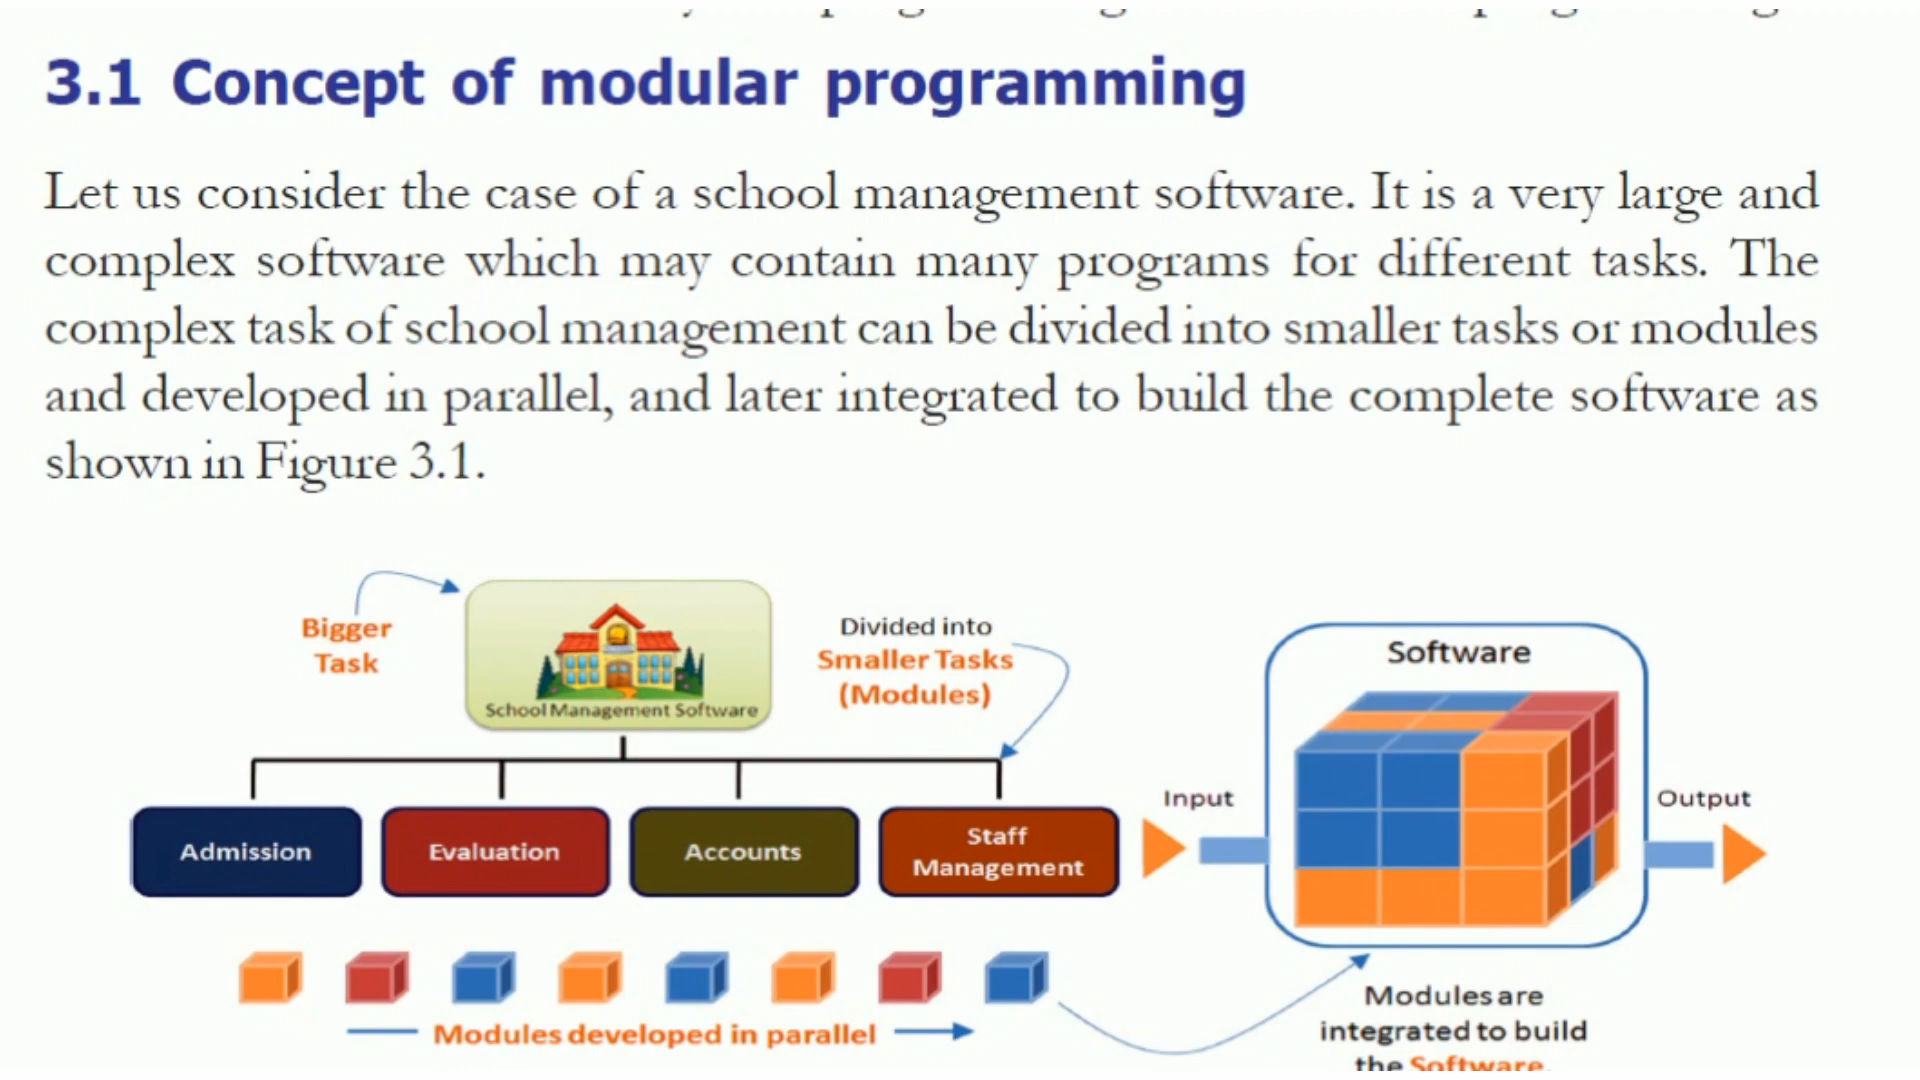 3.1 Concept of modular programming
Let us consider the case of a school management software. It is a very large and
complex software which may contain many programs for different tasks. The
complex task of school management can be divided into smaller tasks or modules
and developed in parallel, and later integrated to build the complete software as
shown in Figure 3.1.
Bigger
Task
School Management Software
Divided into
Smaller Tasks
(Modules)
Admission
Evaluation
Accounts
Staff
Management
Modules developed in parallel
Input
Software
Output
Modules are
integrated to build
the Software.